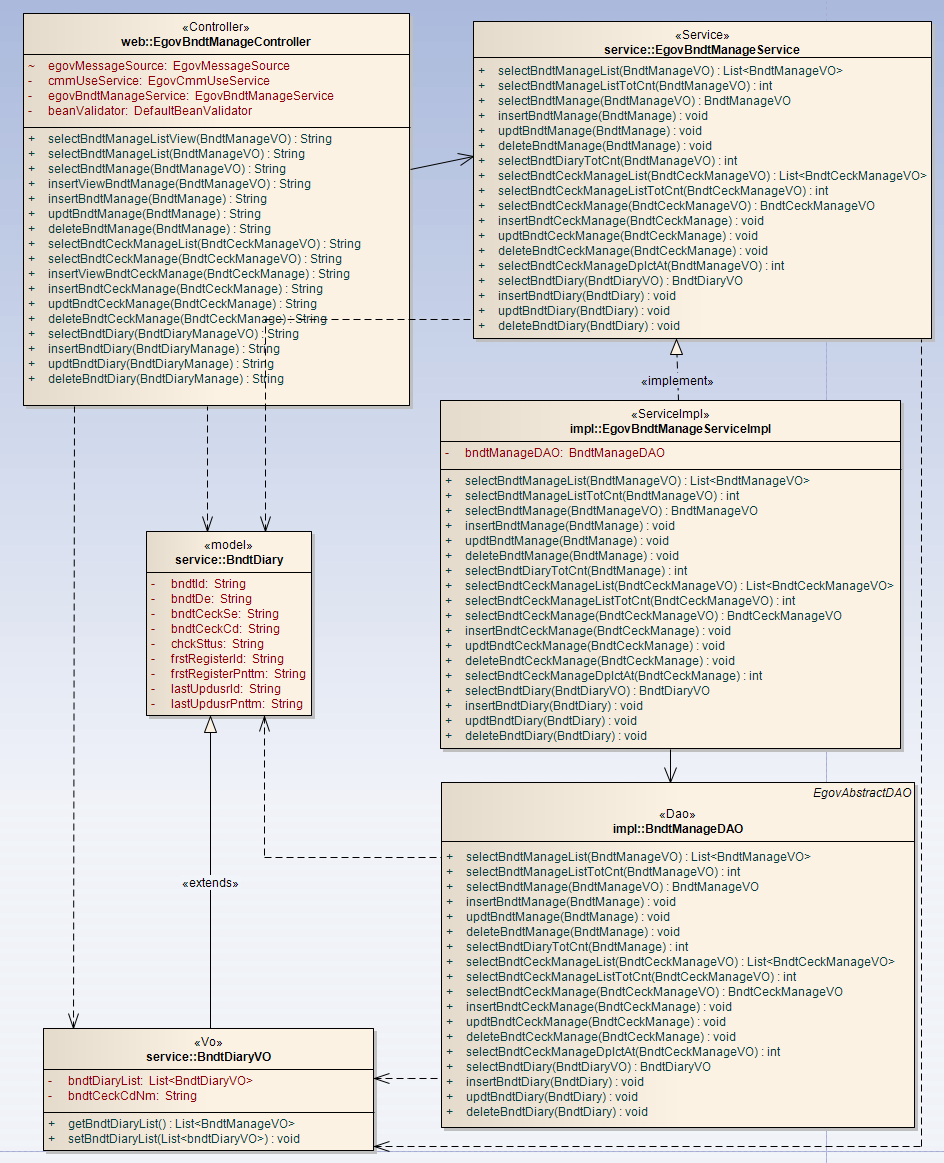 «Controller»
web::EgovBndtManageController
~ egovMessageSource: EgovMessageSource
- cmmUseService: EgovCmmUseService
- egovBndtManageService: EgovBndtManageService
- beanValidator: DefaultBeanValidator
+ selectBndtManageListView(BndtManageVO) : String
+ selectBndtManageList(BndtManageVO) : String
+ selectBndtManage(BndtManageVO) : String
+ insertViewBndtManage(BndtManageVO) : String
+ insertBndtManage(BndtManage) : String
+ updtBndtManage(BndtManage) : String
+ deleteBndtManage(BndtManage) : String
+ selectBndtCeckManageList(BndtCeckManageVO) : String
+ selectBndtCeckManage(BndtCeckManageVO) : String
+ insertViewBndtCeckManage(BndtCeckManage) : String
+ insertBndtCeckManage(BndtCeckManage) : String
+ updtBndtCeckManage(BndtCeckManage) : String
+ deleteBndtCeckManage(BndtCeckManage) : String
+ selectBndtDiary(BndtDiaryManageVO) : String
+ insertBndtDiary(BndtDiaryManage) : String
+ updtBndtDiary(BndtDiaryManage) : String
+ deleteBndtDiary(BndtDiaryManage) : String
«Service»
service::EgovBndtManageService
+ selectBndtManageList(BndtManageVO) : List<BndtManageVO>
+ selectBndtManageListTotCnt(BndtManageVO) : int
+ selectBndtManage(BndtManageVO) : BndtManageVO
+ insertBndtManage(BndtManage) : void
+ updtBndtManage(BndtManage) : void
+ deleteBndtManage(BndtManage) : void
+ selectBndtDiaryTotCnt(BndtManageVO) : int
+ selectBndtCeckManageList(BndtCeckManageVO) : List<BndtCeckManageVO>
+ selectBndtCeckManageListTotCnt(BndtCeckManageVO) : int
+ selectBndtCeckManage(BndtCeckManageVO) : BndtCeckManageVO
+ insertBndtCeckManage(BndtCeckManage) : void
+ updtBndtCeckManage(BndtCeckManage) : void
+ deleteBndtCeckManage(BndtCeckManage) : void
+ selectBndtCeckManageDplctAt(BndtManageVO) : int
+ selectBndtDiary(BndtDiaryVO) : BndtDiaryVO
+ insertBndtDiary(BndtDiary) : void
+ updtBndtDiary(BndtDiary) : void
+ deleteBndtDiary(BndtDiary) : void
«implement»
«ServiceImpl»
impl::EgovBndtManageServiceImpl
- bndtManageDAO: BndtManageDAO
+ selectBndtManageList(BndtManageVO) : List<BndtManageVO>
+ selectBndtManageListTotCnt(BndtManageVO) : int
+ selectBndtManage(BndtManageVO) : BndtManageVO
+ insertBndtManage(BndtManage) : void
+ updtBndtManage(BndtManage) : void
+ deleteBndtManage(BndtManage) : void
+ selectBndtDiaryTotCnt(BndtManage) : int
+ selectBndtCeckManageList(BndtCeckManageVO) : List<BndtCeckManageVO>
+ selectBndtCeckManageListTotCnt(BndtCeckManageVO) : int
+ selectBndtCeckManage(BndtCeckManageVO) : BndtCeckManageVO
+ insertBndtCeckManage(BndtCeckManage) : void
+ updtBndtCeckManage(BndtCeckManage) : void
+ deleteBndtCeckManage(BndtCeckManage) : void
+ selectBndtCeckManageDplctAt(BndtCeckManage) : int
+ selectBndtDiary(BndtDiaryVO) : BndtDiaryVO
+ insertBndtDiary(BndtDiary) : void
+ updtBndtDiary(BndtDiary) : void
+ deleteBndtDiary(BndtDiary) : void
«model»
service::BndtDiary
- bndtId: String
- bndtDe: String
- bndtCeckSe: String
- bndtCeckCd: String
- chckSttus: String
- frstRegisterId: String
- frstRegisterPnttm: String
- lastUpdusrId: String
- lastUpdusrPnttm: String
«extends»
EgovAbstractDAO
«Dao»
impl::BndtManageDAO
+ selectBndtManageList(BndtManageVO) : List<BndtManageVO>
+ selectBndtManageListTotCnt(BndtManageVO) : int
+ selectBndtManage(BndtManageVO) : BndtManageVO
+ insertBndtManage(BndtManage) : void
+ updtBndtManage(BndtManage) : void
+ deleteBndtManage(BndtManage) : void
+ selectBndtDiaryTotCnt(BndtManage) : int
+ selectBndtCeckManageList(BndtCeckManageVO) : List<BndtCeckManageVO>
+ selectBndtCeckManageListTotCnt(BndtCeckManageVO) : int
+ selectBndtCeckManage(BndtCeckManageVO) : BndtCeckManageVO
+ insertBndtCeckManage(BndtCeckManage) : void
+ updtBndtCeckManage(BndtCeckManage) : void
+ deleteBndtCeckManage(BndtCeckManage) : void
+ selectBndtCeckManageDplctAt(BndtCeckManageVO) : int
+ selectBndtDiary(BndtDiaryVO) : BndtDiaryVO
+ insertBndtDiary(BndtDiary) : void
+ updtBndtDiary(BndtDiary) : void
+ deleteBndtDiary(BndtDiary) : void
«Vo»
service::BndtDiaryVO
- bndtDiaryList: List<BndtDiaryVO>
- bndtCeckCdNm: String
+ getBndtDiaryList() : List<BndtManageVO>
+ setBndtDiaryList(List<bndtDiaryVO>) : void